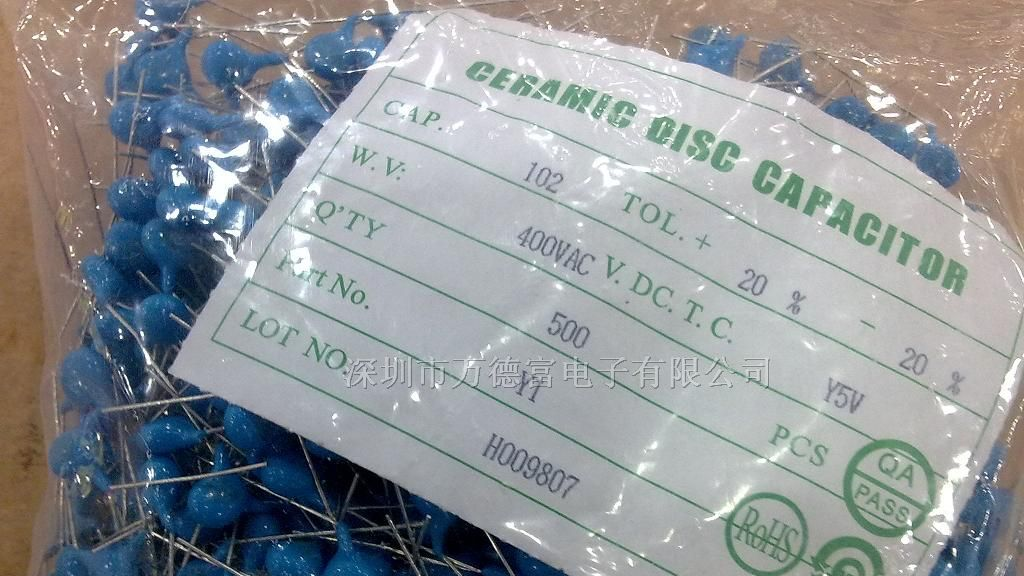 CERAMIC DISC CAPACITOR
CAP. 102 TOL. + 20 % - 20 %
W.V: 400VAC V.DC.T.C. Y5V
Q'TY 500 PCS
Part No. YT
LOT NO. H009807
QA
PASS
RoHS
深圳市万德富电子有限公司